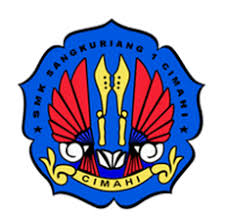 ★ SMK SANGKURIANG 1 CIMAHI ★
CIMAHI